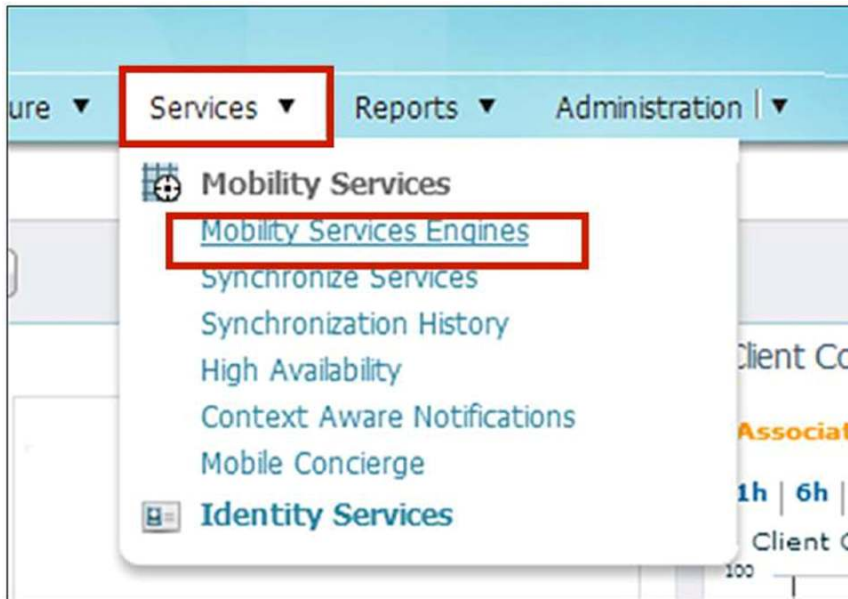 ure ▼ Services ▼ Reports ▼ Administration ▼
Mobility Services
Mobility Services Engines
Synchronize Services
Synchronization History
High Availability
Context Aware Notifications
Mobile Concierge
Identity Services
Client Co
Associat
1h | 6h |
Client C
100